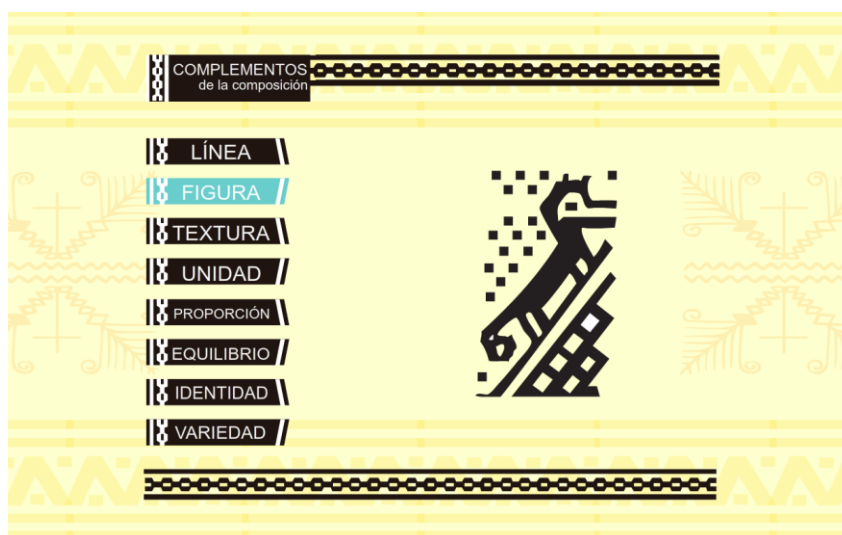 COMPLEMENTOS
de la composición
LÍNEA
FIGURA
TEXTURA
UNIDAD
PROPORCIÓN
EQUILIBRIO
IDENTIDAD
VARIEDAD